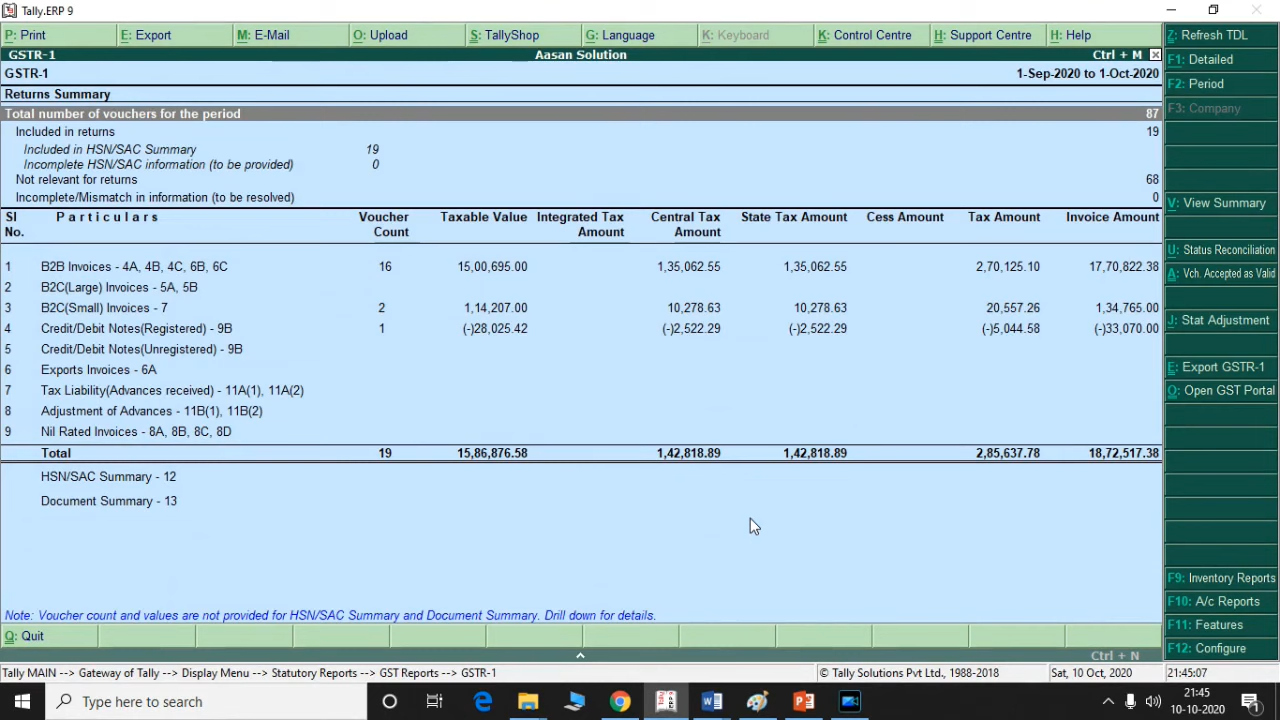 Tally.ERP 9
P: Print E: Export M: E-Mail O: Upload S: TallyShop G: Language K: Keyboard K: Control Centre H: Support Centre H: Help
GSTR-1 Aasan Solution Ctrl + M
GSTR-1 1-Sep-2020 to 1-Oct-2020
Returns Summary
Total number of vouchers for the period 87
Included in returns 19
Included in HSN/SAC Summary 19
Incomplete HSN/SAC information (to be provided) 0
Not relevant for returns 68
Incomplete/Mismatch in information (to be resolved) 0
Sl Particulars Voucher Taxable Value Integrated Tax Central Tax State Tax Amount Cess Amount Tax Amount Invoice Amount
No. Count Amount Amount
1 B2B Invoices - 4A, 4B, 4C, 6B, 6C 16 15,00,695.00 1,35,062.55 1,35,062.55 2,70,125.10 17,70,822.38
2 B2C(Large) Invoices - 5A, 5B
3 B2C(Small) Invoices - 7 2 1,14,207.00 10,278.63 10,278.63 20,557.26 1,34,765.00
4 Credit/Debit Notes(Registered) - 9B 1 (-)28,025.42 (-)2,522.29 (-)2,522.29 (-)5,044.58 (-)33,070.00
5 Credit/Debit Notes(Unregistered) - 9B
6 Exports Invoices - 6A
7 Tax Liability(Advances received) - 11A(1), 11A(2)
8 Adjustment of Advances - 11B(1), 11B(2)
9 Nil Rated Invoices - 8A, 8B, 8C, 8D
Total 19 15,86,876.58 1,42,818.89 1,42,818.89 2,85,637.78 18,72,517.38
HSN/SAC Summary - 12
Document Summary - 13
Note: Voucher count and values are not provided for HSN/SAC Summary and Document Summary. Drill down for details.
Q: Quit
Ctrl + N
Z: Refresh TDL
F1: Detailed
F2: Period
F3: Company
V: View Summary
U: Status Reconciliation
A: Vch. Accepted as Valid
J: Stat Adjustment
E: Export GSTR-1
O: Open GST Portal
F9: Inventory Reports
F10: A/c Reports
F11: Features
F12: Configure
Tally MAIN --> Gateway of Tally --> Display Menu --> Statutory Reports --> GST Reports --> GSTR-1 © Tally Solutions Pvt Ltd., 1988-2018 Sat, 10 Oct, 2020 21:45:07
Type here to search
21:45
10-10-2020
1